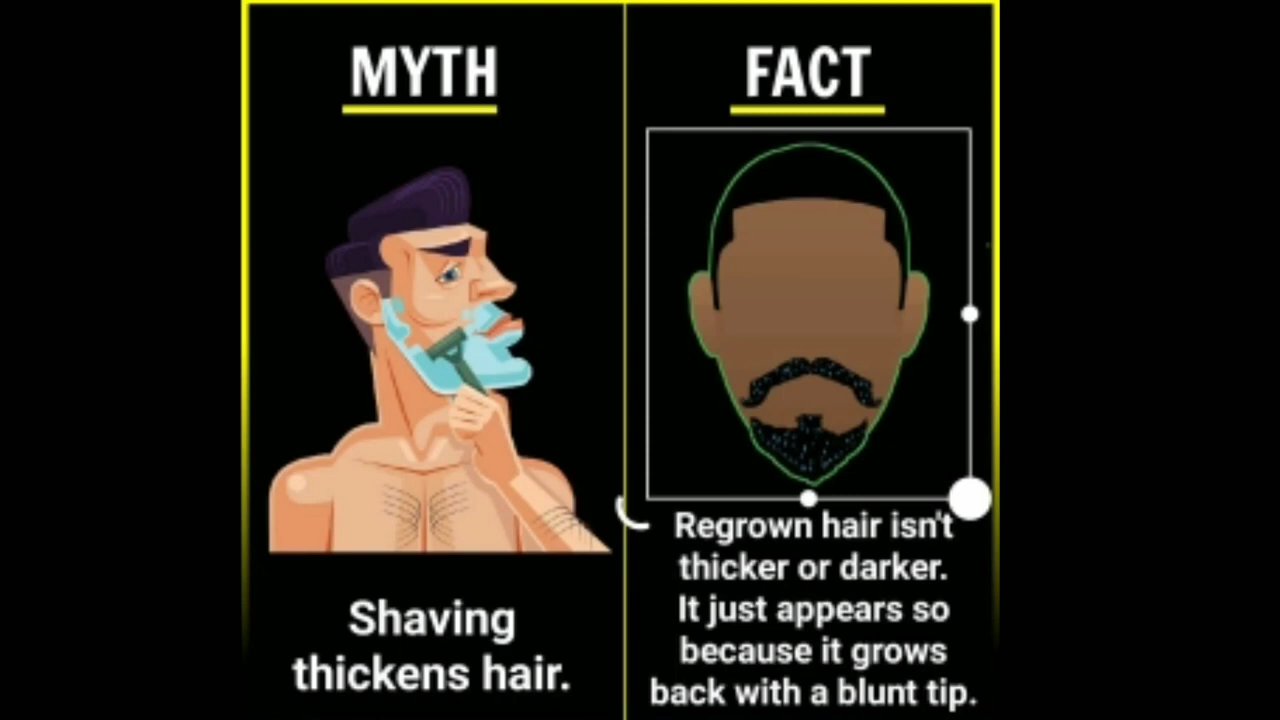 MYTH
Shaving
thickens hair.
FACT
Regrown hair isn't
thicker or darker.
It just appears so
because it grows
back with a blunt tip.